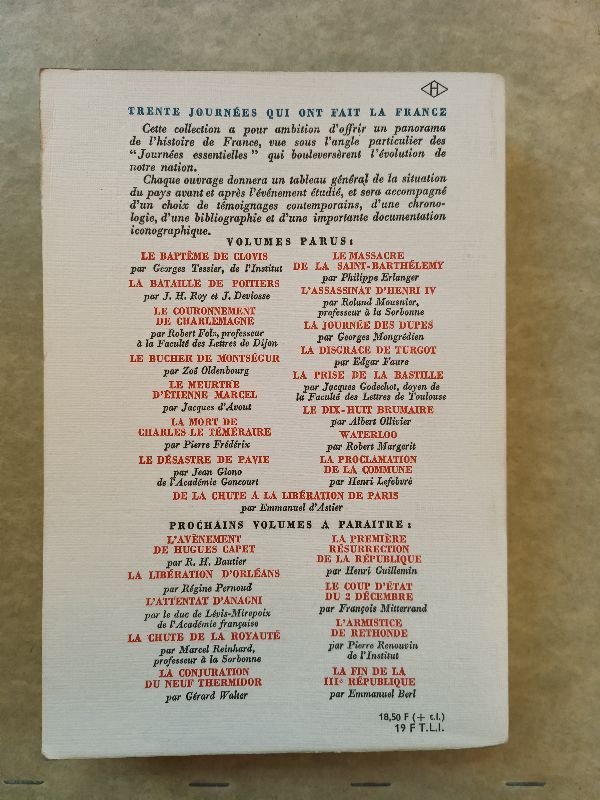 H
TRENTE JOURNÉES QUI ONT FAIT LA FRANCE
Cette collection a pour ambition d'offrir un panorama
de l'histoire de France, vue sous l'angle particulier des
"Journées essentielles" qui bouleversèrent l'évolution de
notre nation.
Chaque ouvrage donnera un tableau général de la situation
du pays avant et après l'événement étudié, et sera accompagné
d'un choix de témoignages contemporains, d'une chrono-
logie, d'une bibliographie et d'une importante documentation
iconographique.
VOLUMES PARUS :
LE BAPTÊME DE CLOVIS
par Georges Tessier, de l'Institut
LA BATAILLE DE POITIERS
par J. H. Roy et J. Deviosse
LE COURONNEMENT
DE CHARLEMAGNE
par Robert Folz, professeur
à la Faculté des Lettres de Dijon
LE BUCHER DE MONTSÉGUR
par Zoé Oldenbourg
LE MEURTRE
D'ÉTIENNE MARCEL
par Jacques d'Avout
LA MORT DE
CHARLES LE TÉMÉRAIRE
par Pierre Frédérix
LE DÉSASTRE DE PAVIE
par Jean Giono
de l'Académie Goncourt
LE MASSACRE
DE LA SAINT-BARTHÉLEMY
par Philippe Erlanger
L'ASSASSINAT D'HENRI IV
par Roland Mousnier,
professeur à la Sorbonne
LA JOURNÉE DES DUPES
par Georges Mongrédien
LA DISGRACE DE TURGOT
par Edgar Faure
LA PRISE DE LA BASTILLE
par Jacques Godechot, doyen de
la Faculté des Lettres de Toulouse
LE DIX-HUIT BRUMAIRE
par Albert Ollivier
WATERLOO
par Robert Margerit
LA PROCLAMATION
DE LA COMMUNE
par Henri Lefebvre
DE LA CHUTE A LA LIBÉRATION DE PARIS
par Emmanuel d'Astier
PROCHAINS VOLUMES A PARAITRE :
L'AVÈNEMENT
DE HUGUES CAPET
par R. H. Bautier
LA LIBÉRATION D'ORLÉANS
par Régine Pernoud
L'ATTENTAT D'ANAGNI
par le duc de Lévis-Mirepoix
de l'Académie française
LA CHUTE DE LA ROYAUTÉ
par Marcel Reinhard,
professeur à la Sorbonne
LA CONJURATION
DU NEUF THERMIDOR
par Gérard Walter
LA PREMIÈRE
RÉSURRECTION
DE LA RÉPUBLIQUE
par Henri Guillemin
LE COUP D'ÉTAT
DU 2 DÉCEMBRE
par François Mitterrand
L'ARMISTICE
DE RETHONDE
par Pierre Renouvin
de l'Institut
LA FIN DE LA
IIIe RÉPUBLIQUE
par Emmanuel Berl
18,50 F (+ t.l.)
19 F T.L.I.